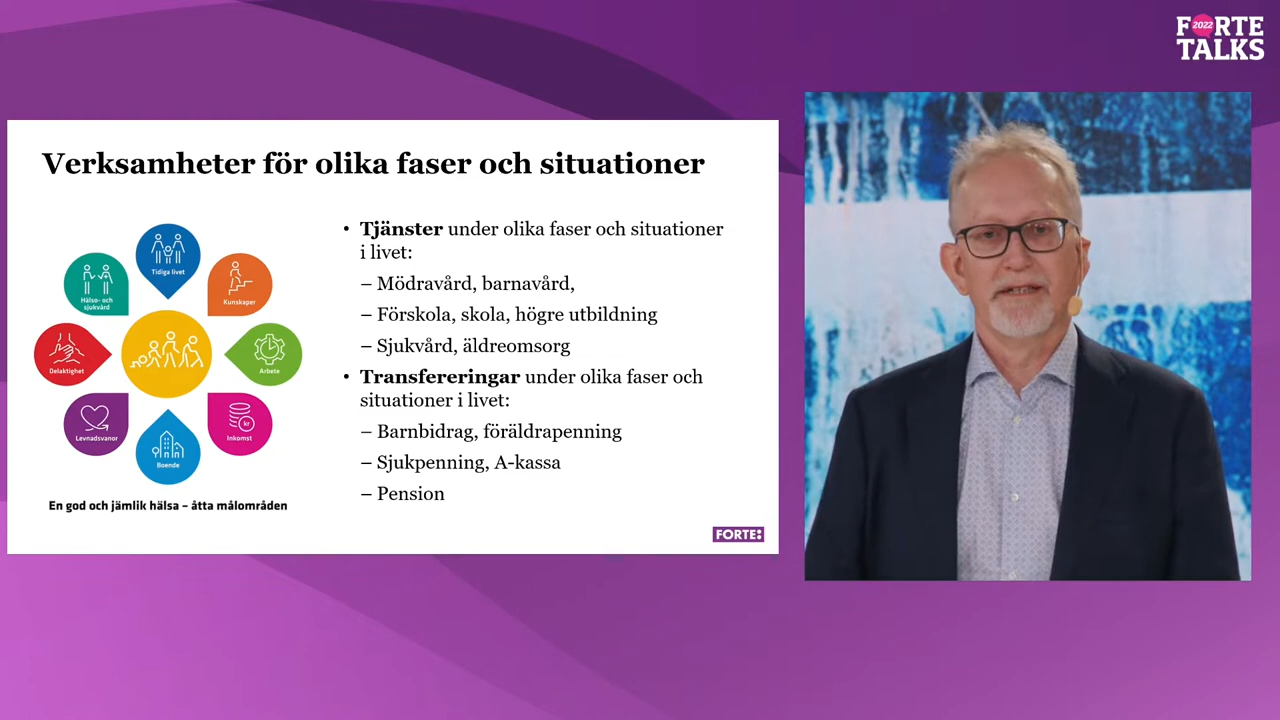 FORTE
2022
TALKS
Verksamheter för olika faser och situationer
Tidiga livet
Kunskaper
Arbete
kr
Inkomst
Boende
Levnadsvanor
Delaktighet
Hälso- och
sjukvård
En god och jämlik hälsa – åtta målområden
• Tjänster under olika faser och situationer
i livet:
– Mödravård, barnavård,
– Förskola, skola, högre utbildning
– Sjukvård, äldreomsorg
• Transfereringar under olika faser och
situationer i livet:
– Barnbidrag, föräldrapenning
– Sjukpenning, A-kassa
– Pension
FORTE: